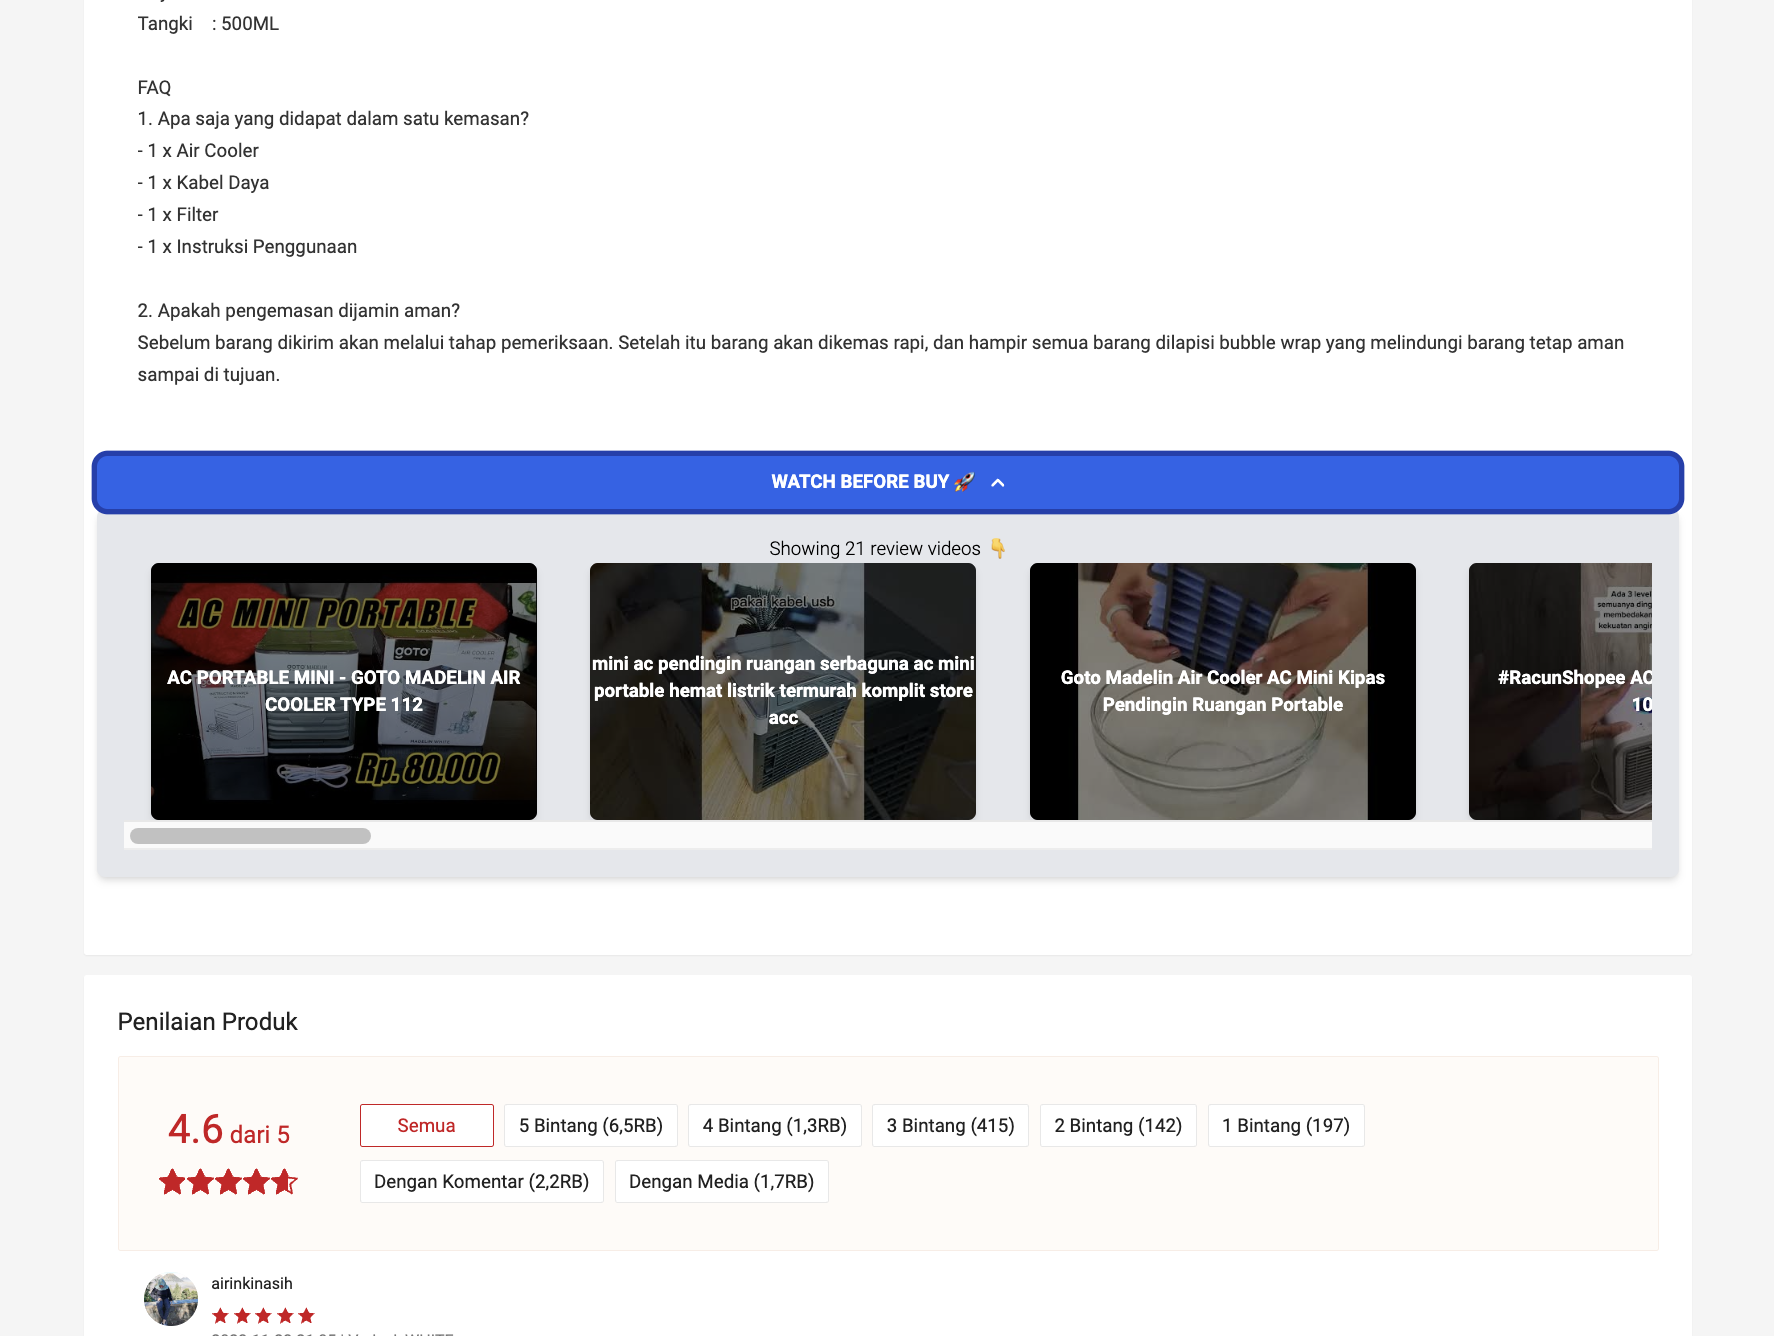 Tangki : 500ML
FAQ
1. Apa saja yang didapat dalam satu kemasan?
- 1 x Air Cooler
- 1 x Kabel Daya
- 1 x Filter
- 1 x Instruksi Penggunaan
2. Apakah pengemasan dijamin aman?
Sebelum barang dikirim akan melalui tahap pemeriksaan. Setelah itu barang akan dikemas rapi, dan hampir semua barang dilapisi bubble wrap yang melindungi barang tetap aman
sampai di tujuan.
WATCH BEFORE BUY 🚀
Showing 21 review videos 👇
AC MINI PORTABLE
goto
AIR COOLER
AC PORTABLE MINI - GOTO MADELIN AIR
COOLER TYPE 112
Rp. 80.000
pakai kabel usb
mini ac pendingin ruangan serbaguna ac mini
portable hemat listrik termurah komplit store
acc
Goto Madelin Air Cooler AC Mini Kipas
Pendingin Ruangan Portable
Ada 3 level
semuanya ding
membedakan
kekuatan angin
#RacunShopee AC
10
Penilaian Produk
4.6 dari 5
Semua
5 Bintang (6,5RB)
4 Bintang (1,3RB)
3 Bintang (415)
2 Bintang (142)
1 Bintang (197)
Dengan Komentar (2,2RB)
Dengan Media (1,7RB)
airinkinasih